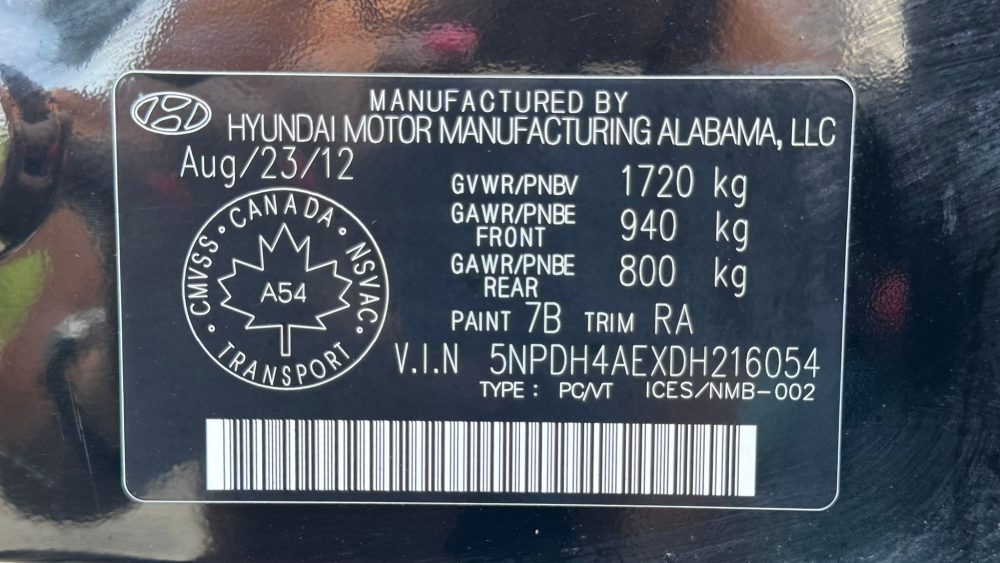 MANUFACTURED BY
HYUNDAI MOTOR MANUFACTURING ALABAMA, LLC
Aug/23/12
GVWR/PNBV 1720 kg
GAWR/PNBE FRONT 940 kg
GAWR/PNBE REAR 800 kg
PAINT 7B TRIM RA
V.I.N 5NPDH4AEXDH216054
TYPE : PC/VT ICES/NMB-002
CMVSS · CANADA · NSVAC · TRANSPORT ·
A54